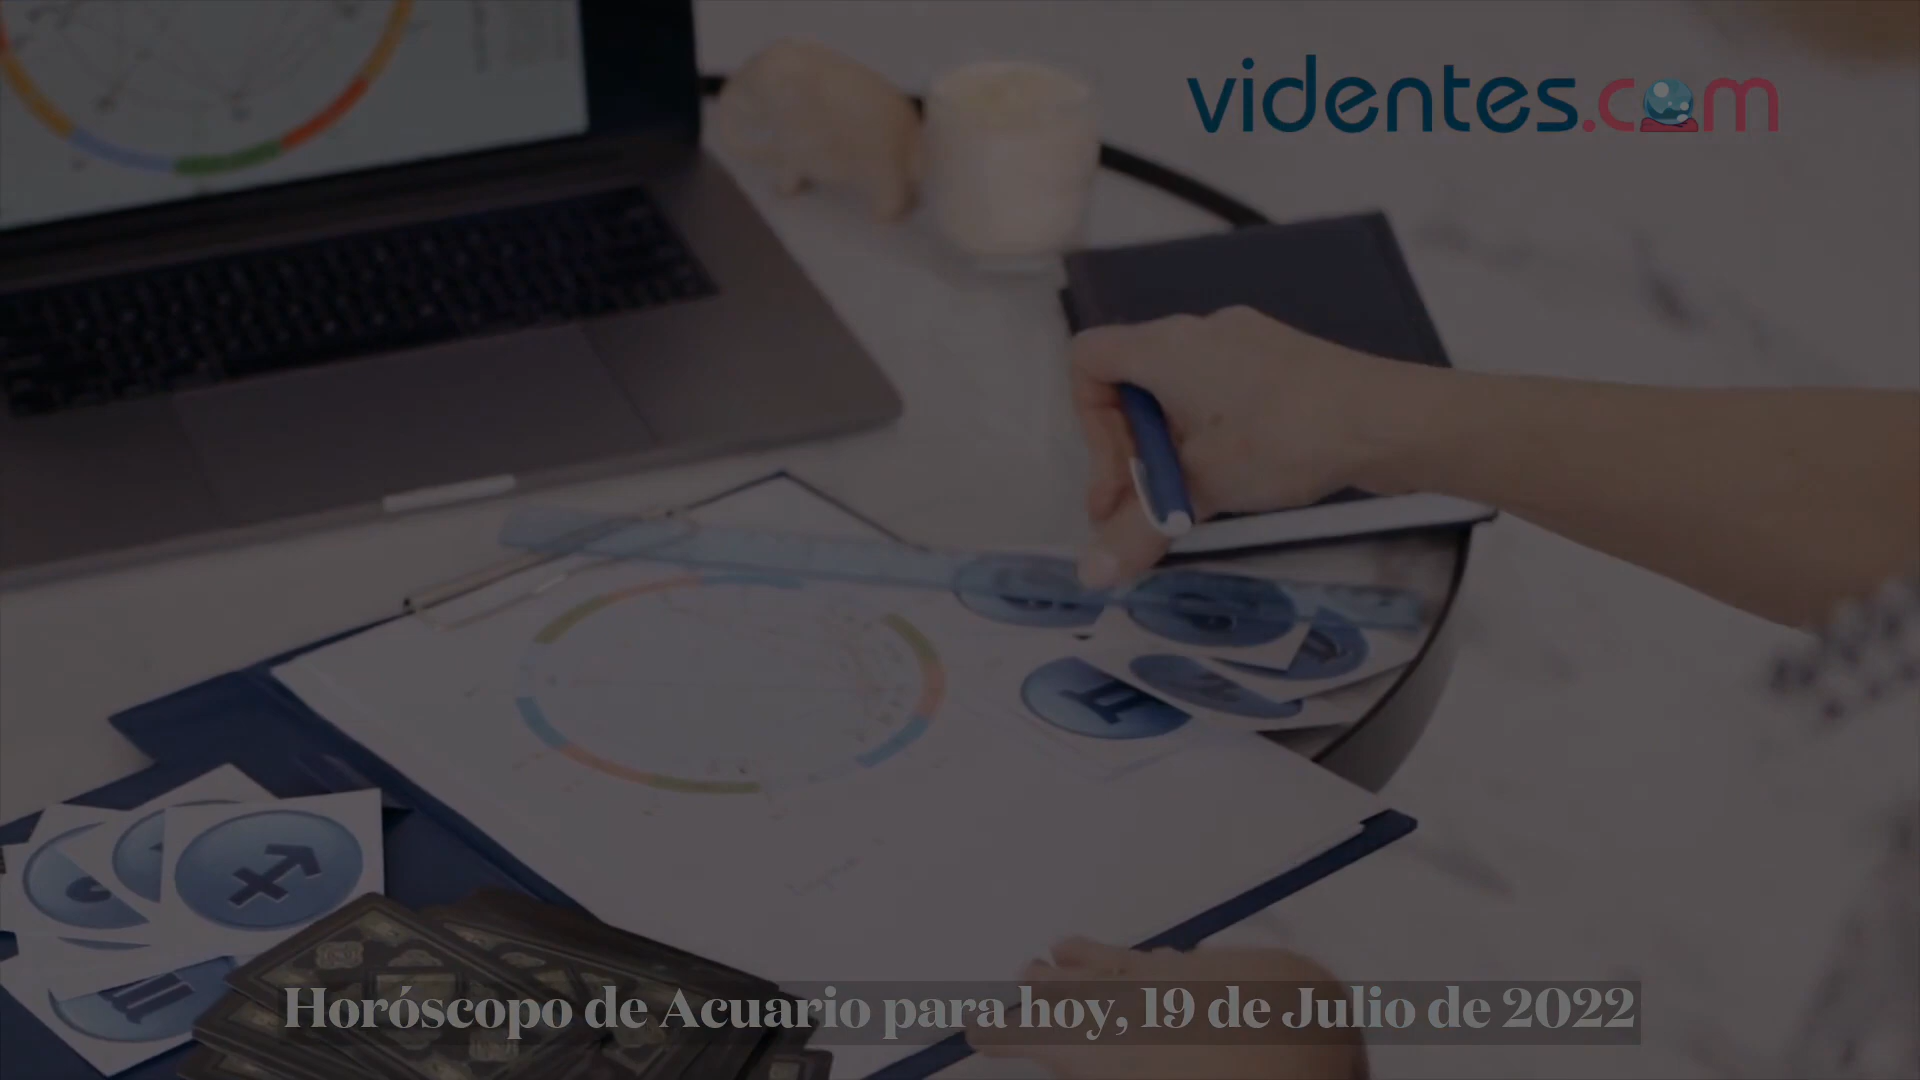 videntes.com
Horóscopo de Acuario para hoy, 19 de Julio de 2022